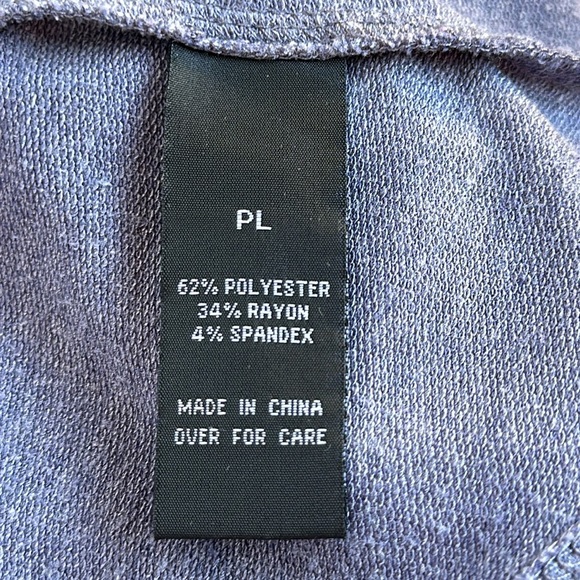 PL
62% POLYESTER
34% RAYON
4% SPANDEX
MADE IN CHINA
OVER FOR CARE